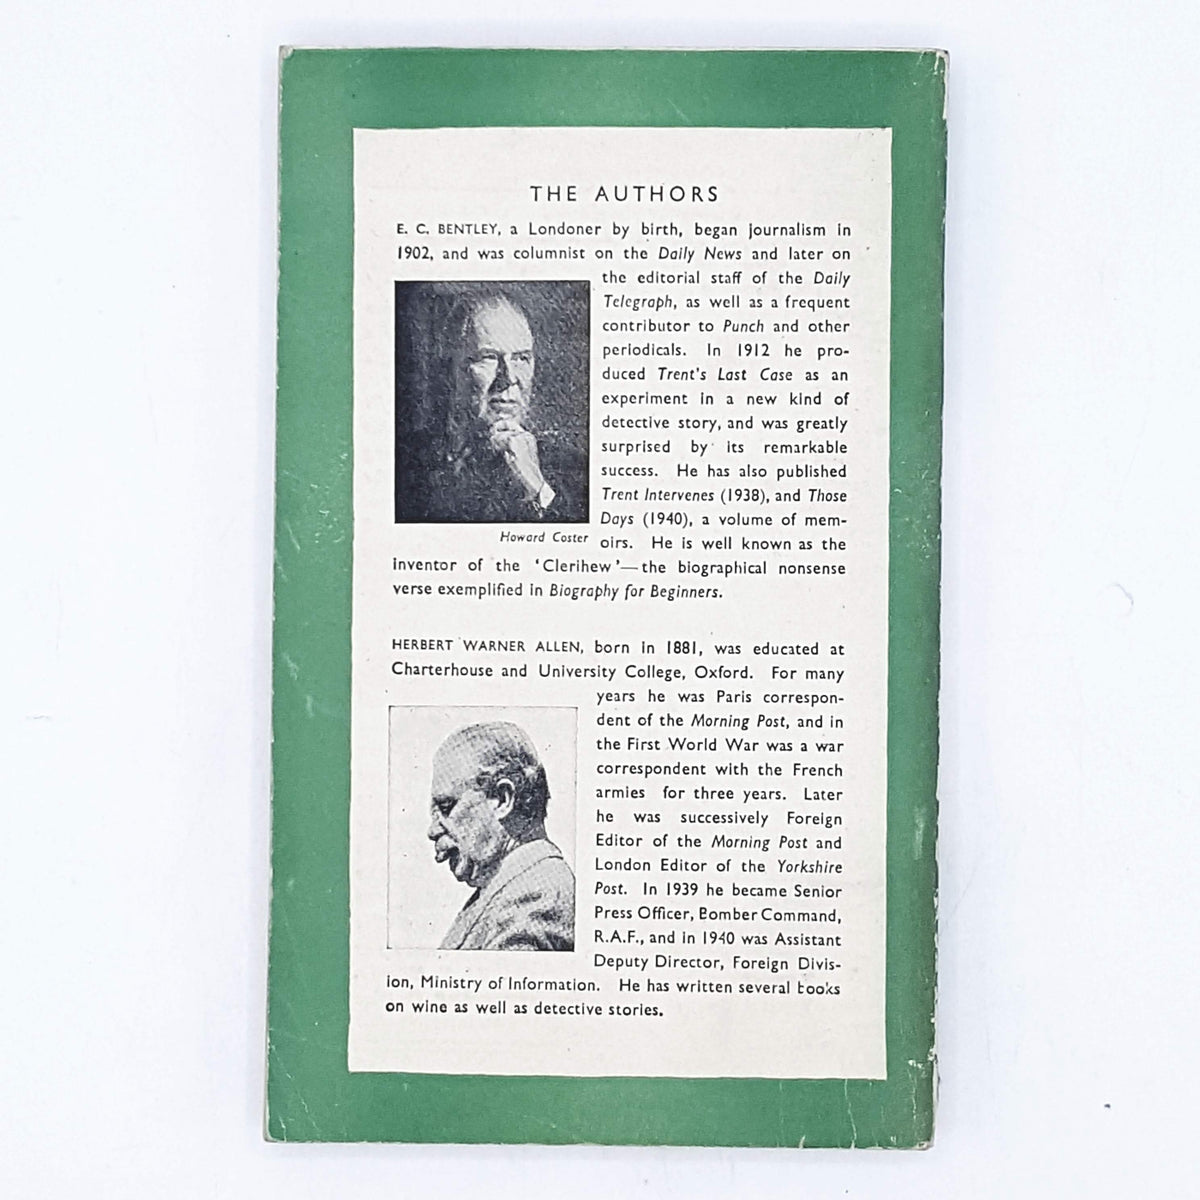 THE AUTHORS
E. C. BENTLEY, a Londoner by birth, began journalism in
1902, and was columnist on the Daily News and later on
the editorial staff of the Daily
Telegraph, as well as a frequent
contributor to Punch and other
periodicals. In 1912 he pro-
duced Trent's Last Case as an
experiment in a new kind of
detective story, and was greatly
surprised by its remarkable
success. He has also published
Trent Intervenes (1938), and Those
Days (1940), a volume of mem-
Howard Coster
oirs. He is well known as the
inventor of the 'Clerihew'—the biographical nonsense
verse exemplified in Biography for Beginners.
HERBERT WARNER ALLEN, born in 1881, was educated at
Charterhouse and University College, Oxford. For many
years he was Paris correspon-
dent of the Morning Post, and in
the First World War was a war
correspondent with the French
armies for three years. Later
he was successively Foreign
Editor of the Morning Post and
London Editor of the Yorkshire
Post. In 1939 he became Senior
Press Officer, Bomber Command,
R.A.F., and in 1940 was Assistant
Deputy Director, Foreign Divis-
ion, Ministry of Information. He has written several books
on wine as well as detective stories.